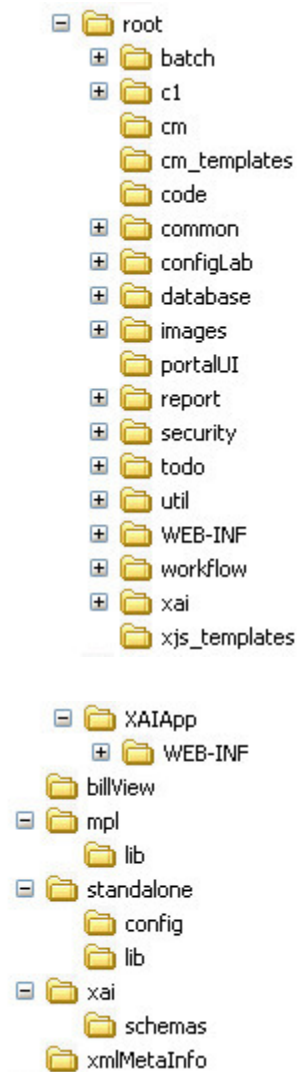 root
batch
c1
cm
cm_templates
code
common
configLab
database
images
portalUI
report
security
todo
util
WEB-INF
workflow
xai
xjs_templates
XAIApp
WEB-INF
billView
mpl
lib
standalone
config
lib
xai
schemas
xmlMetaInfo